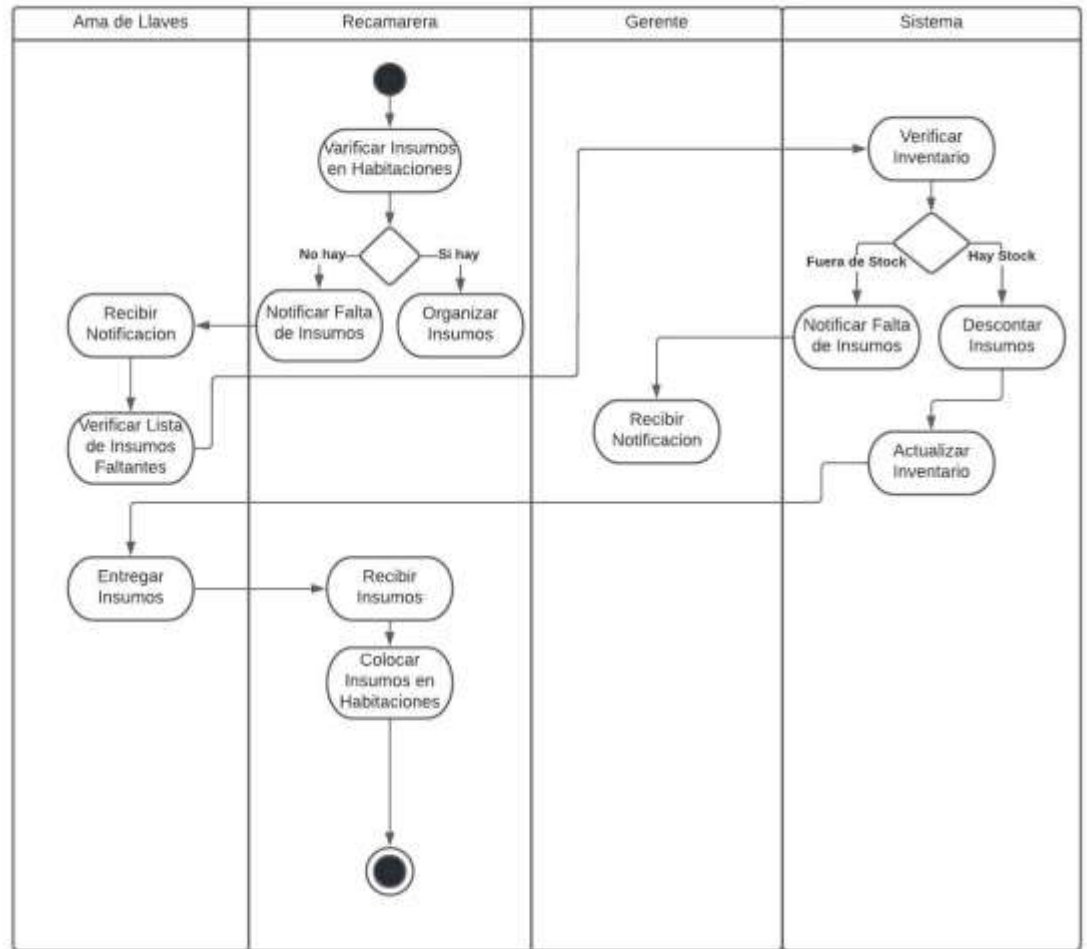 Ama de Llaves
Recamarera
Gerente
Sistema
Varificar Insumos
en Habitaciones
Verificar
Inventario
No hay
Si hay
Fuera de Stock
Hay Stock
Recibir
Notificacion
Notificar Falta
de Insumos
Organizar
Insumos
Notificar Falta
de Insumos
Descontar
Insumos
Verificar Lista
de Insumos
Faltantes
Recibir
Notificacion
Actualizar
Inventario
Entregar
Insumos
Recibir
Insumos
Colocar
Insumos en
Habitaciones